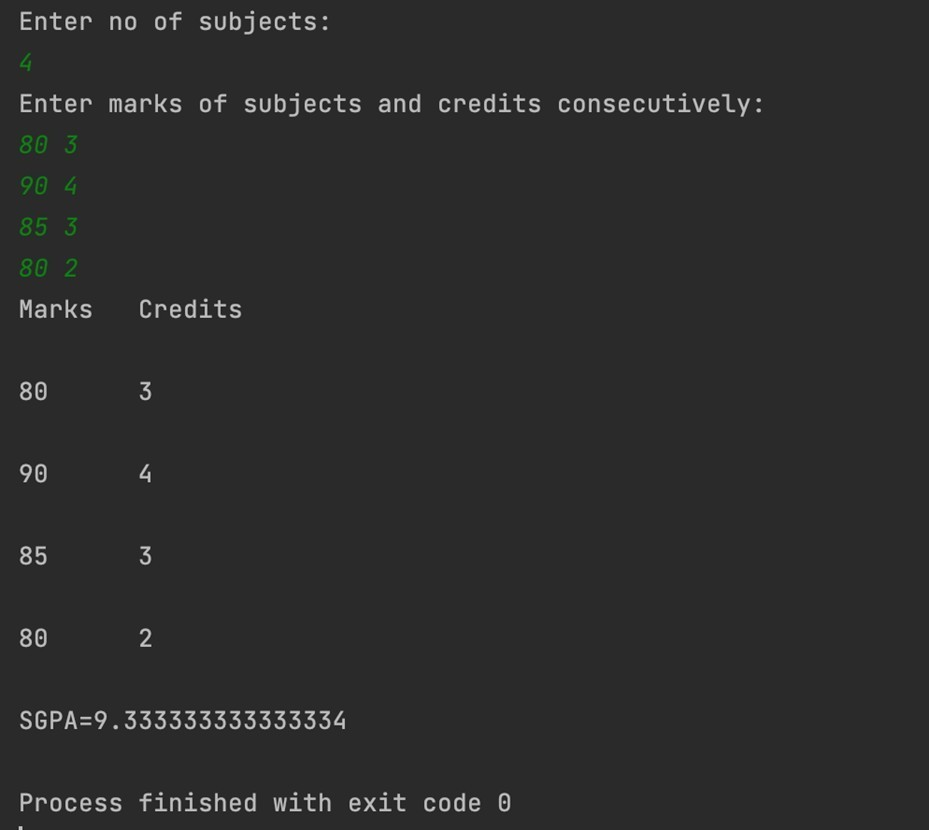 Enter no of subjects:
4
Enter marks of subjects and credits consecutively:
80 3
90 4
85 3
80 2
Marks   Credits
80      3
90      4
85      3
80      2
SGPA=9.333333333333334
Process finished with exit code 0